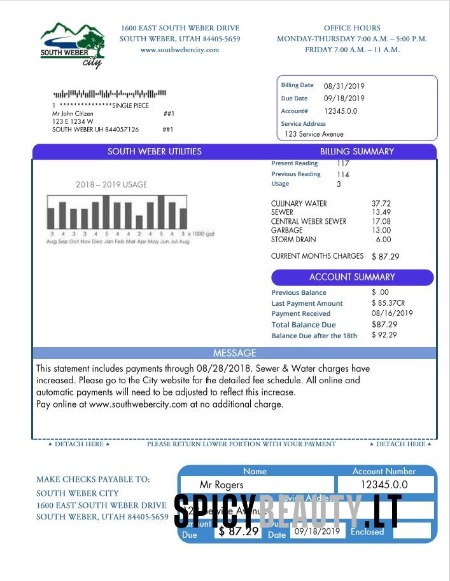 SOUTH WEBER
city
1600 EAST SOUTH WEBER DRIVE
SOUTH WEBER, UTAH 84405-5659
www.southwebercity.com
OFFICE HOURS
MONDAY-THURSDAY 7:00 A.M. – 5:00 P.M.
FRIDAY 7:00 A.M. – 11 A.M.
1 ***************SINGLE PIECE
Mr John Citizen ##1
123 E 1234 W
SOUTH WEBER UH 844057126 ##1
Billing Date 08/31/2019
Due Date 09/18/2019
Account# 12345.0.0
Service Address
123 Service Avenue
SOUTH WEBER UTILITIES
2018 – 2019 USAGE
3 4 3 3 4 4 2 4 5 4 3 x 1000 gal
Aug Sep Oct Nov Dec Jan Feb Mar Apr May Jun Jul Aug
BILLING SUMMARY
Present Reading 117
Previous Reading 114
Usage 3
CULINARY WATER 37.72
SEWER 13.49
CENTRAL WEBER SEWER 17.08
GARBAGE 13.00
STORM DRAIN 6.00
CURRENT MONTHS CHARGES $ 87.29
ACCOUNT SUMMARY
Previous Balance $ .00
Last Payment Amount $ 85.37CR
Payment Received 08/16/2019
Total Balance Due $87.29
Balance Due after the 18th $ 92.29
MESSAGE
This statement includes payments through 08/28/2018. Sewer & Water charges have
increased. Please go to the City website for the detailed fee schedule. All online and
automatic payments will need to be adjusted to reflect this increase.
Pay online at www.southwebercity.com at no additional charge.
DETACH HERE PLEASE RETURN LOWER PORTION WITH YOUR PAYMENT DETACH HERE
MAKE CHECKS PAYABLE TO:
SOUTH WEBER CITY
1600 EAST SOUTH WEBER DRIVE
SOUTH WEBER, UTAH 84405-5659
Name Account Number
Mr Rogers 12345.0.0
SPICYBEAUTY.LT
Due $ 87.29 Date 09/18/2019 Enclosed